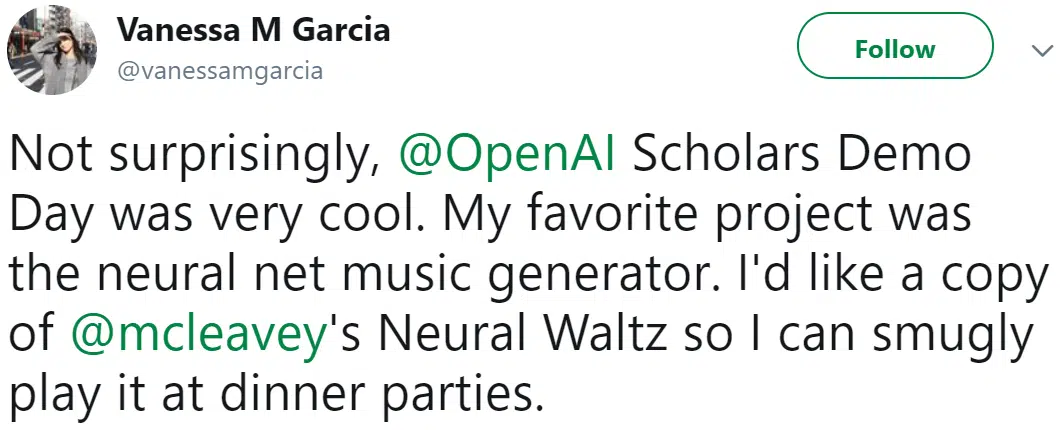 Vanessa M Garcia
@vanessamgarcia
Follow
Not surprisingly, @OpenAI Scholars Demo
Day was very cool. My favorite project was
the neural net music generator. I'd like a copy
of @mcleavey's Neural Waltz so I can smugly
play it at dinner parties.